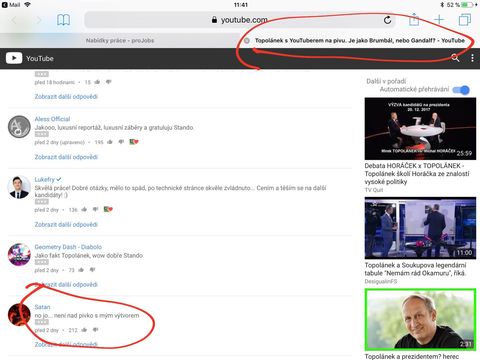 Mail
11:41
52 %
youtube.com
Nabídky práce - proJobs
Topolánek s YouTuberem na pivu. Je jako Brumbál, nebo Gandalf? - YouTube
YouTube
před 18 hodinami • 15
Zobrazit další odpovědi
Aless Official
Jakooo, luxusní reportáž, luxusní záběry a gratuluju Stando.
před 2 dny (upraveno) • 195
Zobrazit další odpovědi
Lukefry
Skvělá práce! Dobré otázky, mělo to spád, po technické stránce skvěle zvládnuto... Cením a těším se na další
kandidáty! :)
před 2 dny • 136
Zobrazit další odpovědi
Geometry Dash - Diabolo
Jako fakt Topolánek, wow dobře Stando.
před 2 dny • 73
Zobrazit další odpovědi
Satan
no jo... není nad pivko s mým výtvorem
před 2 dny • 212
Zobrazit další odpovědi
Další v pořadí
Automatické přehrávání
VÝZVA kandidátů na prezidenta
20. 12. 2017
Mirek TOPOLÁNEK vs Michal HORÁČEK
25:59
Debata HORÁČEK x TOPOLÁNEK -
Topolánek školí Horáčka ze znalostí
vysoké politiky
TV Quit
11:00
Topolánek a Soukupova legendární
tabule "Nemám rád Okamuru", říká.
DesigualinFS
2:31
Topolánek a prezidentem? herec